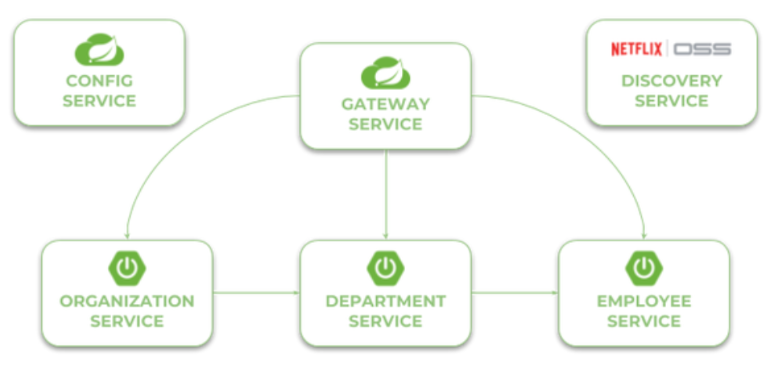 CONFIG
SERVICE
GATEWAY
SERVICE
NETFLIX OSS
DISCOVERY
SERVICE
ORGANIZATION
SERVICE
DEPARTMENT
SERVICE
EMPLOYEE
SERVICE